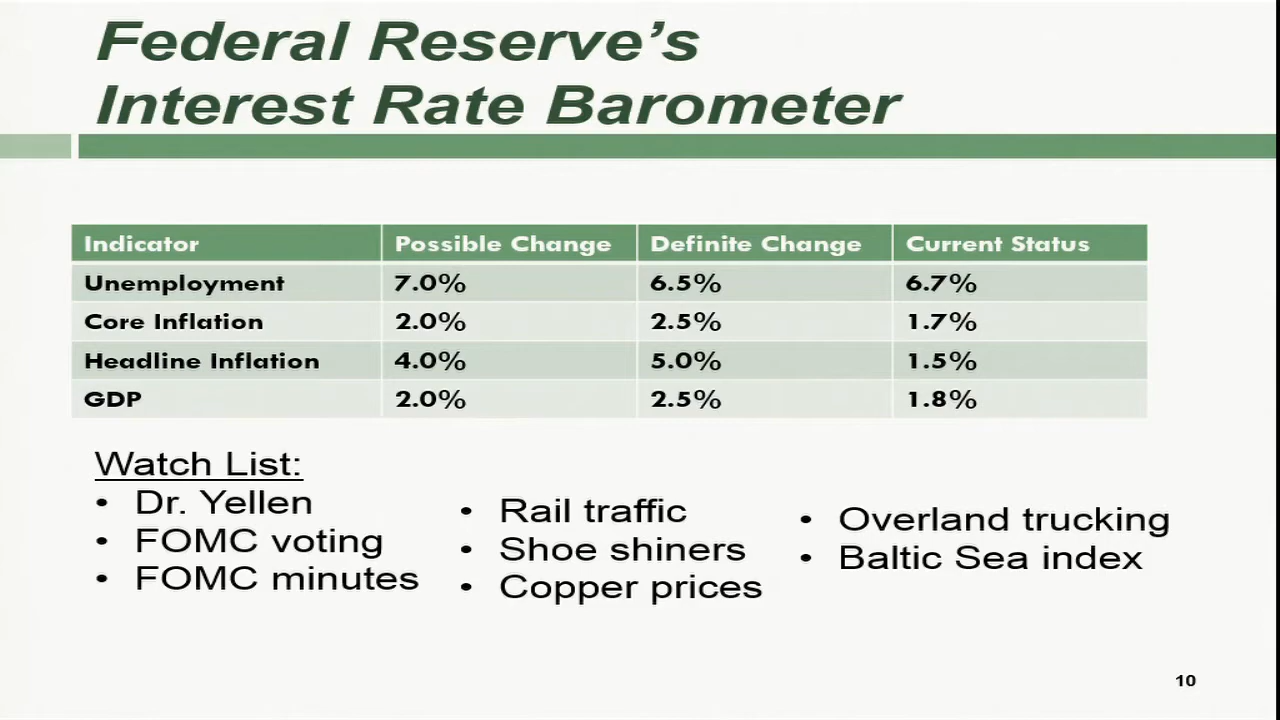 Federal Reserve’s
Interest Rate Barometer
Indicator Possible Change Definite Change Current Status
Unemployment 7.0% 6.5% 6.7%
Core Inflation 2.0% 2.5% 1.7%
Headline Inflation 4.0% 5.0% 1.5%
GDP 2.0% 2.5% 1.8%
Watch List:
• Dr. Yellen
• FOMC voting
• FOMC minutes
• Rail traffic
• Shoe shiners
• Copper prices
• Overland trucking
• Baltic Sea index
10